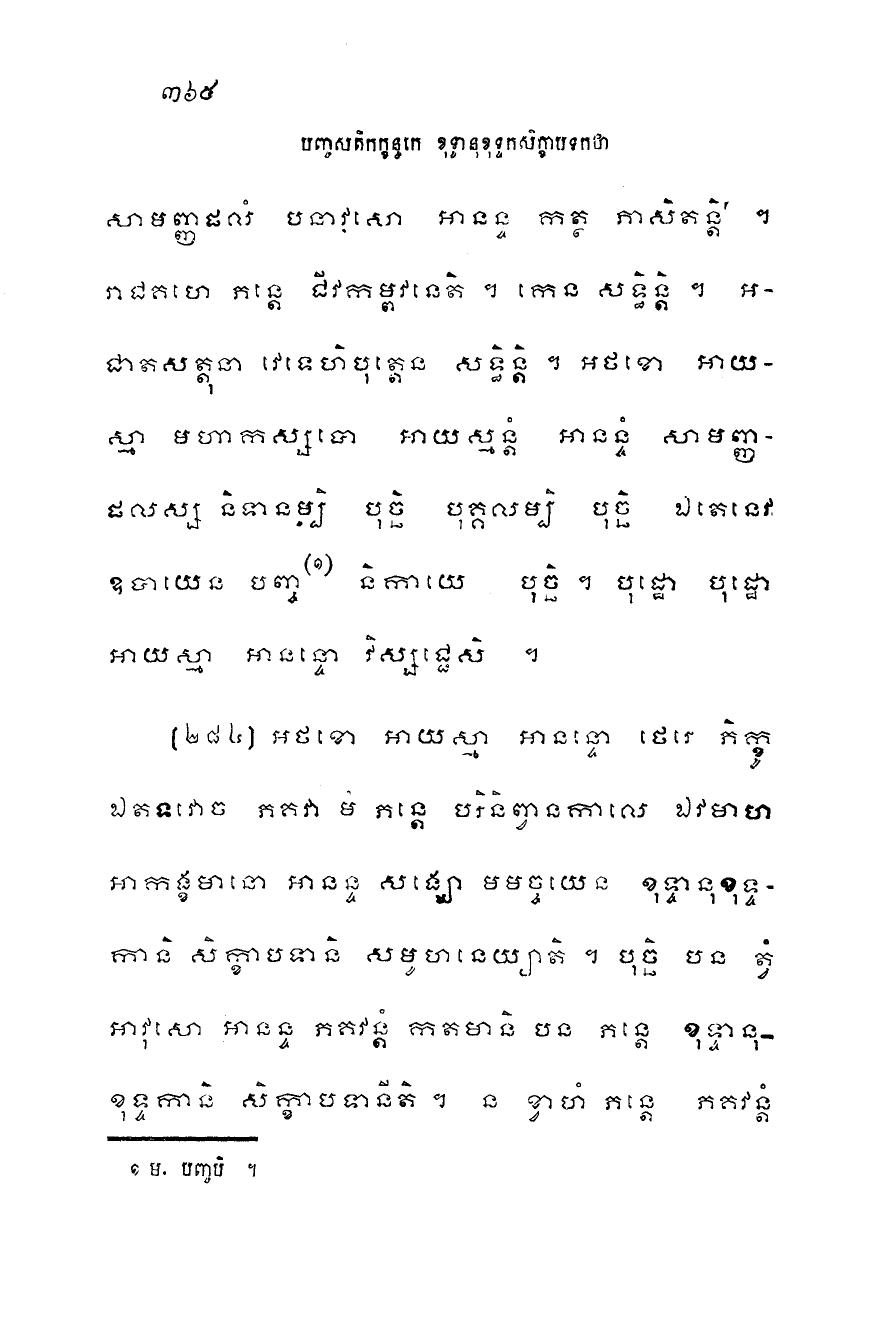 ៣៦៥
បញ្ចសតិកក្ខន្ធកេ ខុទ្ទានុខុទ្ទកសិក្ខាបទកថា
សាមញ្ញផលំ បនាវុសោ អានន្ទ កត្ថ ភាសិតន្តិ ។
រាជគហេ ភន្តេ ជីវកម្ពវនេតិ ។ កេន សទ្ធិន្តិ ។ អ-
ជាតសត្តុនា វេទេហិបុត្តេន សទ្ធិន្តិ ។ អថខោ អាយ-
ស្មា មហាកស្សបោ អាយស្មន្តំ អានន្ទំ សាមញ្ញ-
ផលស្ស និទានម្បិ បុច្ឆិ បុគ្គលម្បិ បុច្ឆិ ឯតេនេវ
ឧបាយេន បញ្ច(១) និកាយេ បុច្ឆិ ។ បុដ្ឋោ បុដ្ឋោ
អាយស្មា អានន្ទោ វិស្សជ្ជេសិ ។
(២៨៤) អថខោ អាយស្មា អានន្ទោ ថេរេ ភិក្ខូ
ឯតទវោច ភគវា មំ ភន្តេ បរិនិព្វានកាលេ ឯវមាហ
អាកង្ខមានោ អានន្ទ សង្ឃោ មមច្ចយេន ខុទ្ទានុខុទ្ទ-
កានិ សិក្ខាបទានិ សមូហនេយ្យាតិ ។ បុច្ឆិ បន ត្វំ
អាវុសោ អានន្ទ ភគវន្តំ កតមានិ បន ភន្តេ ខុទ្ទានុ-
ខុទ្ទកានិ សិក្ខាបទានីតិ ។ ន ខ្វាហំ ភន្តេ ភគវន្តំ
១ ម. បញ្ចបិ ។